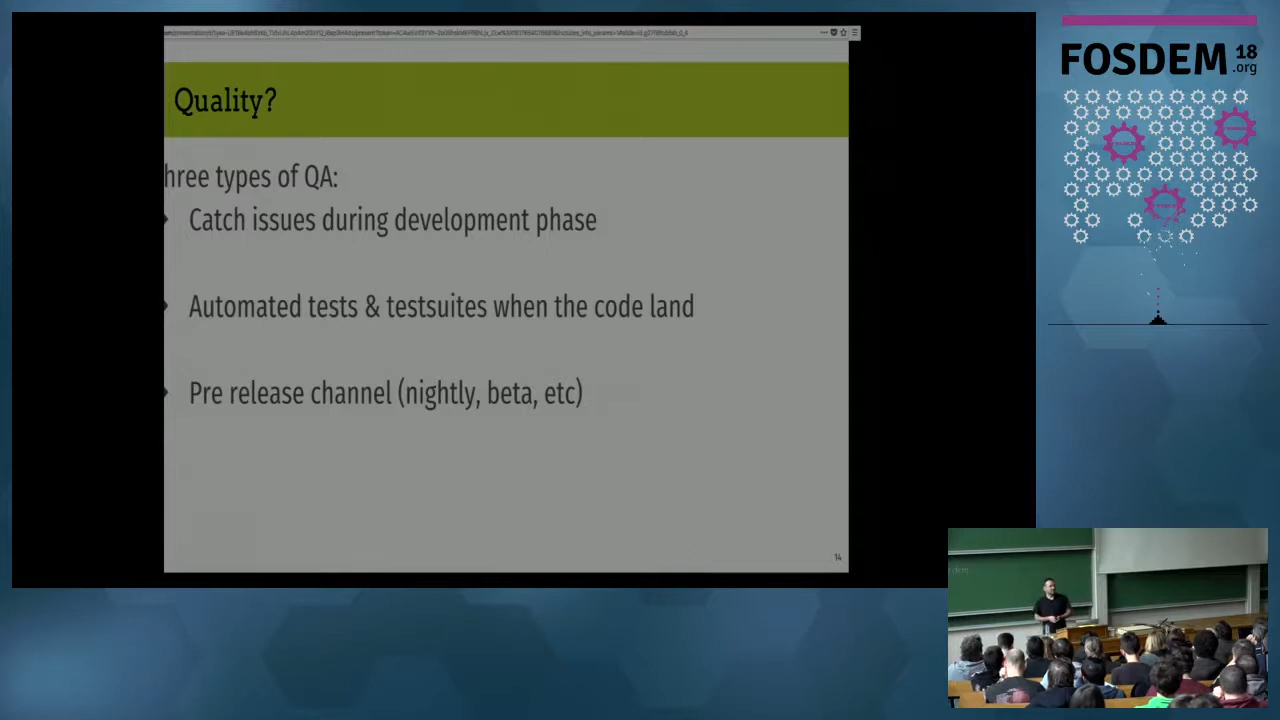 Quality?
hree types of QA:
Catch issues during development phase
Automated tests & testsuites when the code land
Pre release channel (nightly, beta, etc)
14
FOSDEM 18
.org